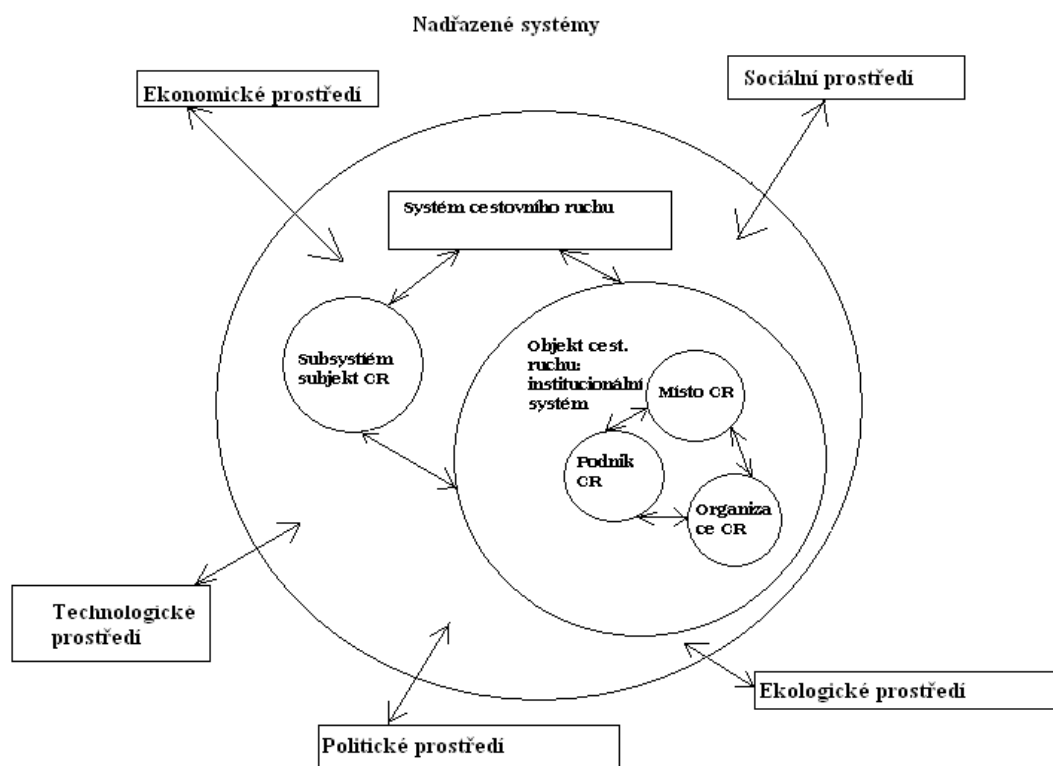 Nadřazené systémy
Ekonomické prostředí
Sociální prostředí
Systém cestovního ruchu
Subsystiém
subjekt CR
Objekt cest.
ruchu:
institucionální
systém
Místo CR
Podnik
CR
Organiza
ce CR
Technologické
prostředí
Ekologické prostředí
Politické prostředí